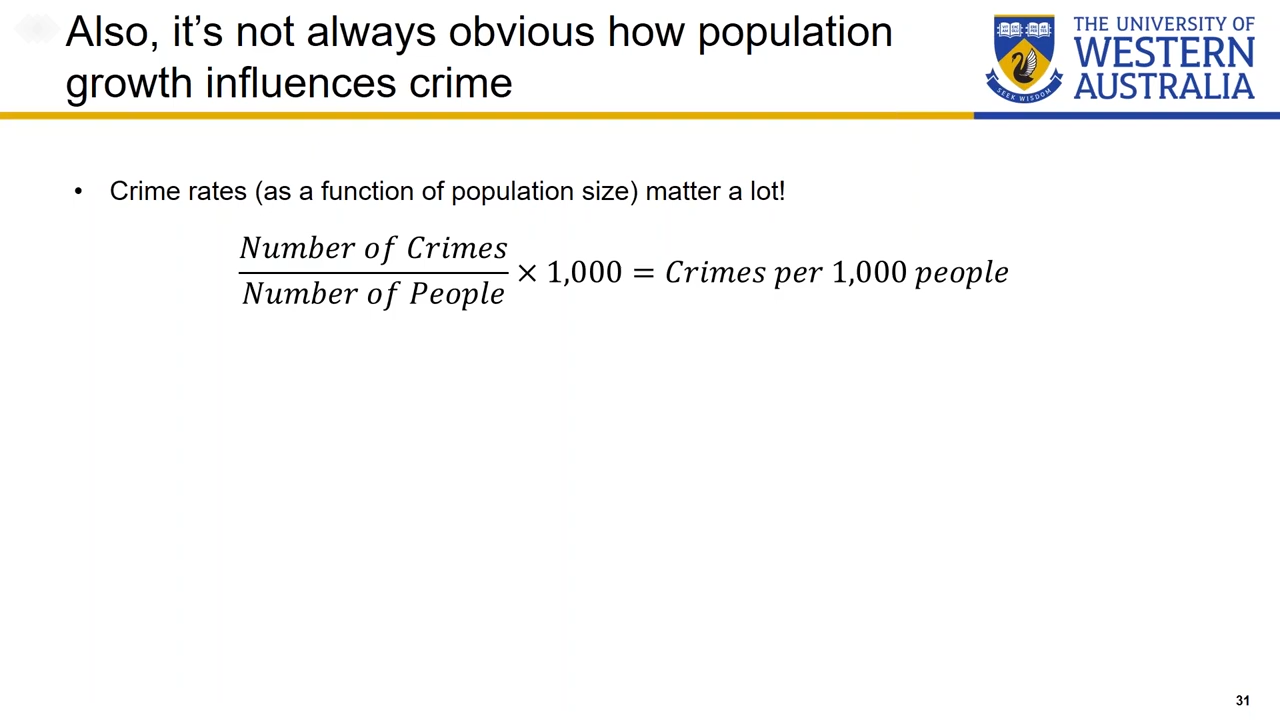 Also, it's not always obvious how population
growth influences crime
SEEK WISDOM
THE UNIVERSITY OF
WESTERN
AUSTRALIA
• Crime rates (as a function of population size) matter a lot!
Number of Crimes
Number of People
× 1,000 = Crimes per 1,000 people
31